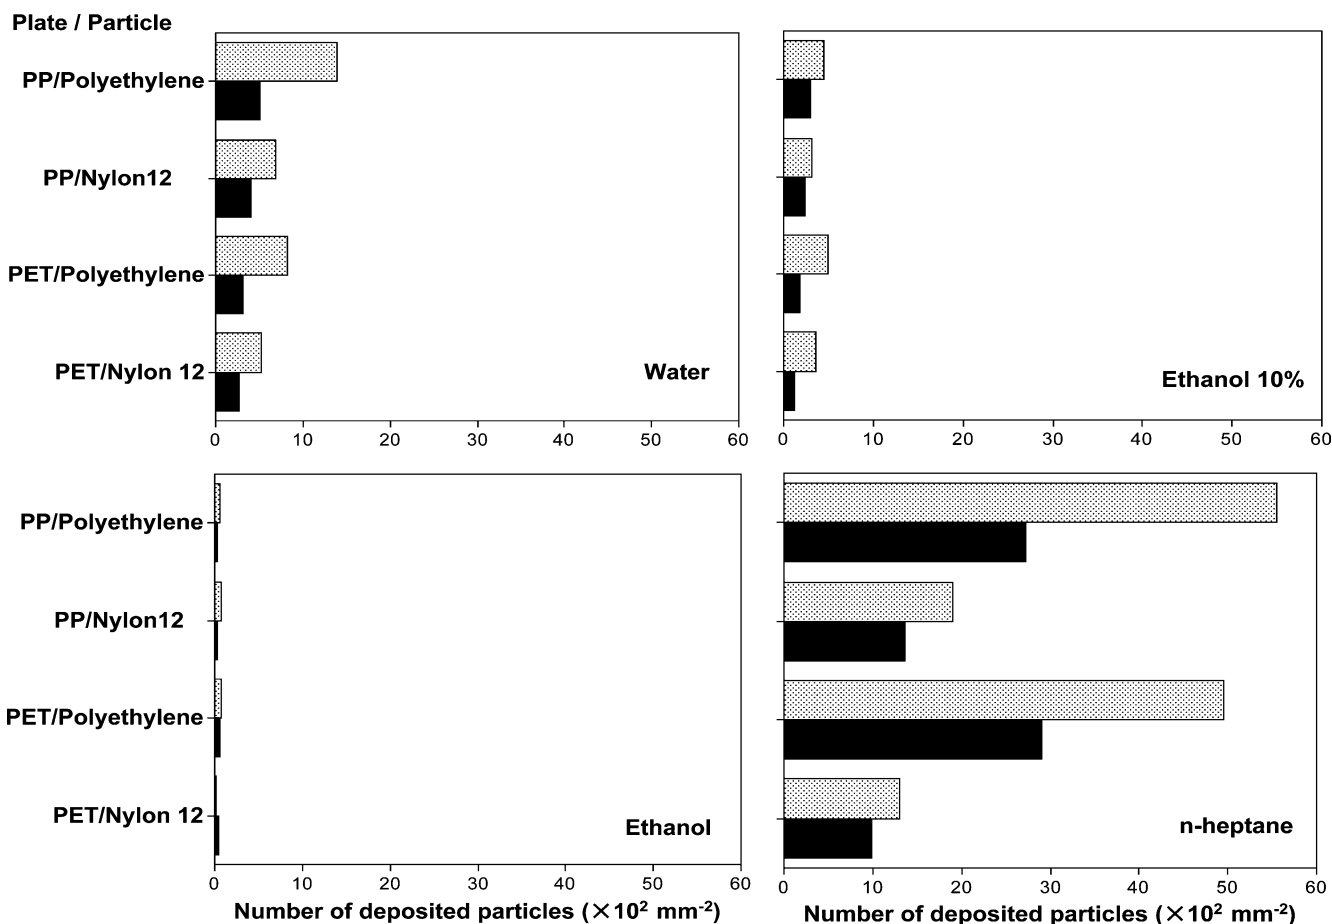 Plate / Particle
PP/Polyethylene
PP/Nylon12
PET/Polyethylene
PET/Nylon 12
Water
0 10 20 30 40 50 60
Ethanol 10%
0 10 20 30 40 50 60
PP/Polyethylene
PP/Nylon12
PET/Polyethylene
PET/Nylon 12
Ethanol
0 10 20 30 40 50 60
Number of deposited particles (×10² mm⁻²)
n-heptane
0 10 20 30 40 50 60
Number of deposited particles (×10² mm⁻²)